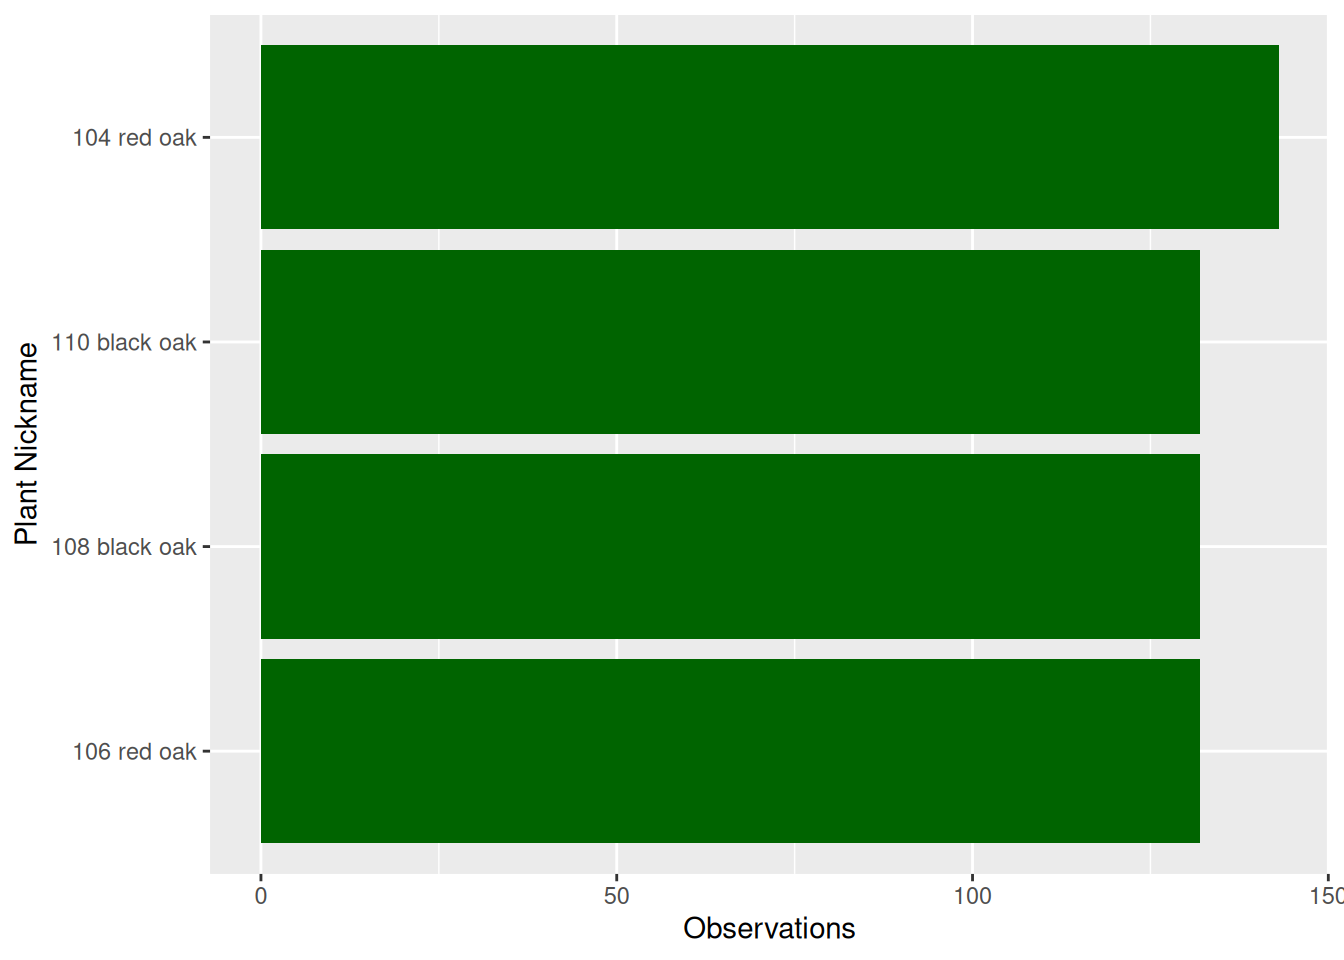 104 red oak
110 black oak
108 black oak
106 red oak
Plant Nickname
0 50 100 150
Observations